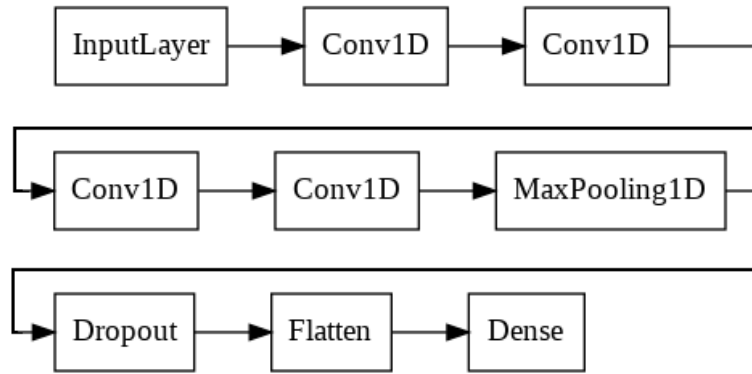 InputLayer Conv1D Conv1D
Conv1D Conv1D MaxPooling1D
Dropout Flatten Dense